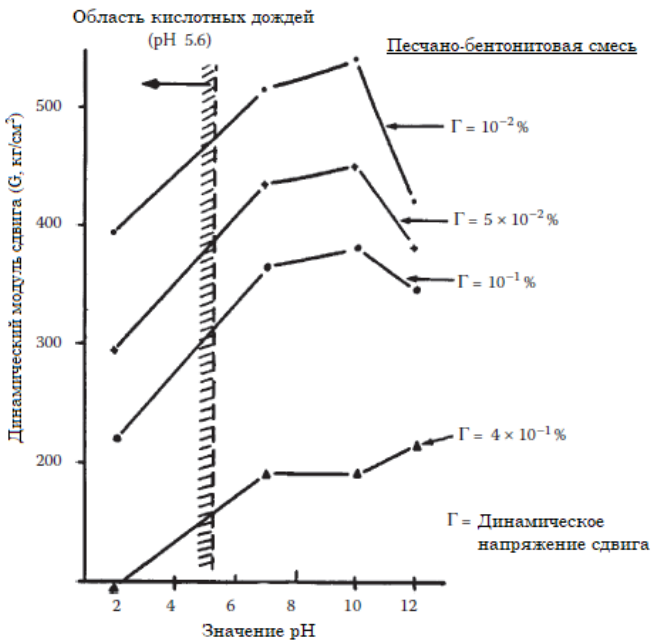 Область кислотных дождей
(pH 5.6)
Песчано-бентонитовая смесь
Динамический модуль сдвига (G, кг/см²)
500
400
300
200
Γ = 10⁻² %
Γ = 5 × 10⁻² %
Γ = 10⁻¹ %
Γ = 4 × 10⁻¹ %
Γ = Динамическое
напряжение сдвига
2 4 6 8 10 12
Значение pH